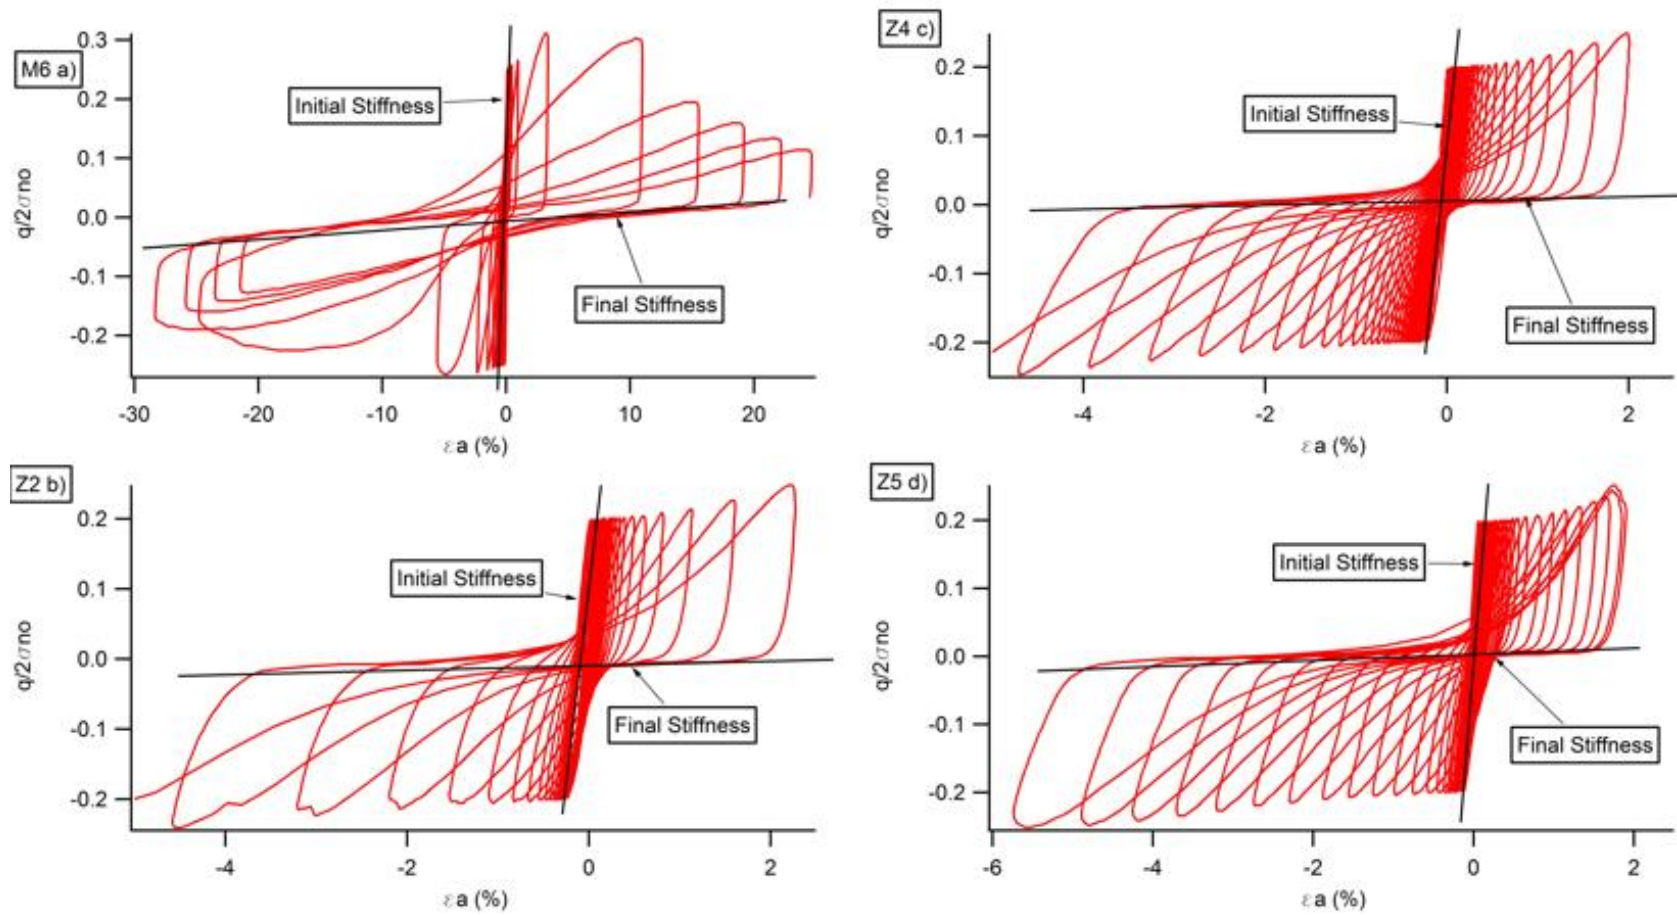 M6 a)
0.3
0.2
0.1
0.0
-0.1
-0.2
q/2σno
Initial Stiffness
Final Stiffness
-30 -20 -10 0 10 20
εa (%)
Z4 c)
0.2
0.1
0.0
-0.1
-0.2
q/2σno
Initial Stiffness
Final Stiffness
-4 -2 0 2
εa (%)
Z2 b)
0.2
0.1
0.0
-0.1
-0.2
q/2σno
Initial Stiffness
Final Stiffness
-4 -2 0 2
εa (%)
Z5 d)
0.2
0.1
0.0
-0.1
-0.2
q/2σno
Initial Stiffness
Final Stiffness
-6 -4 -2 0 2
εa (%)